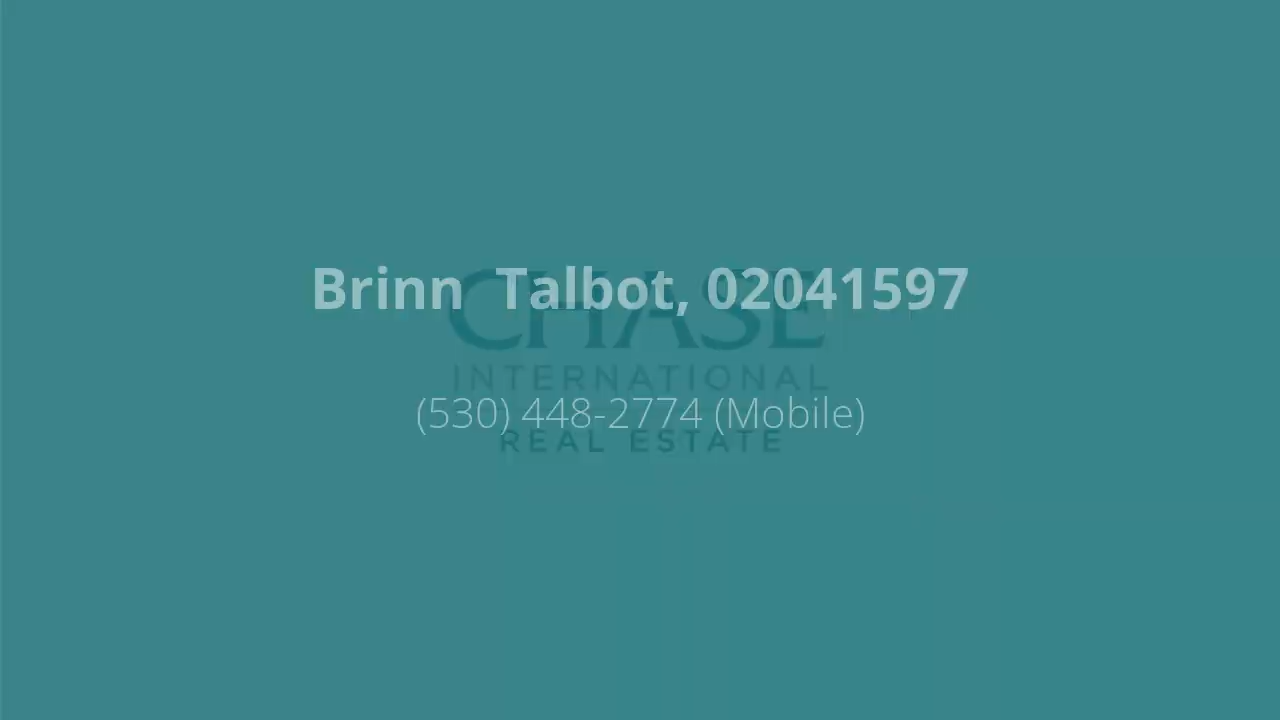 Brinn Talbot, 02041597
CHASE
INTERNATIONAL
(530) 448-2774 (Mobile)
REAL ESTATE